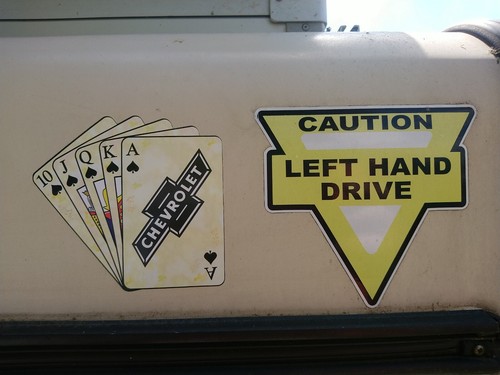 10 J Q K A
CHEVROLET
A
CAUTION
LEFT HAND
DRIVE